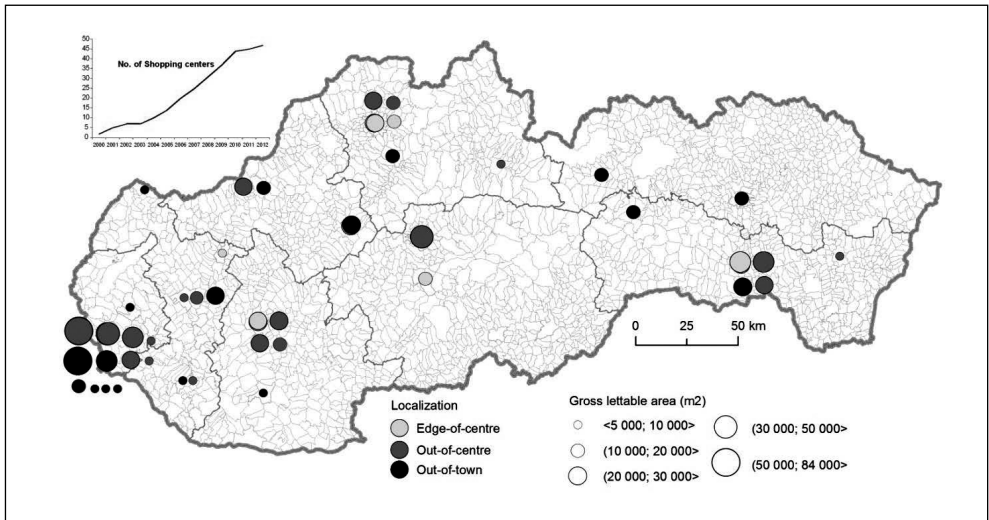 50
45
40
35
30
25
20
15
10
5
0
No. of Shopping centers
2000 2001 2002 2003 2004 2005 2006 2007 2008 2009 2010 2011 2012
0 25 50 km
Localization
Edge-of-centre
Out-of-centre
Out-of-town
Gross lettable area (m2)
<5 000; 10 000>
(10 000; 20 000>
(20 000; 30 000>
(30 000; 50 000>
(50 000; 84 000>